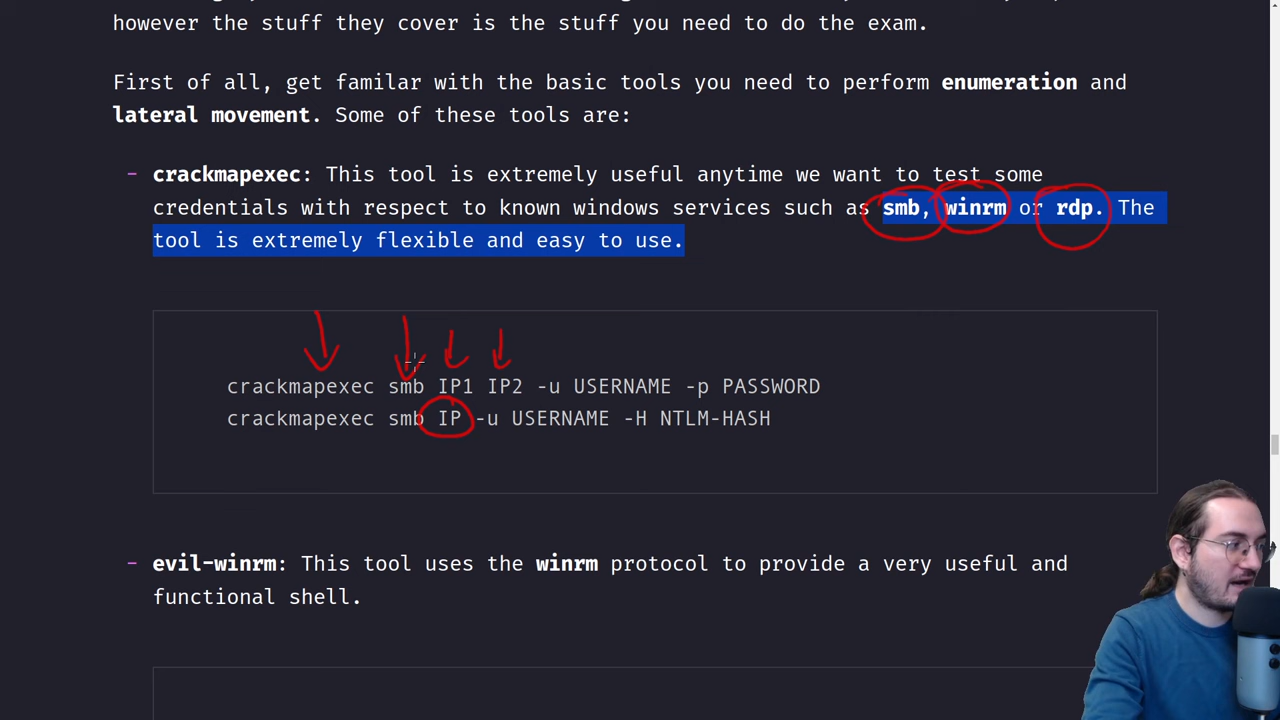 however the stuff they cover is the stuff you need to do the exam.
First of all, get familar with the basic tools you need to perform enumeration and
lateral movement. Some of these tools are:
- crackmapexec: This tool is extremely useful anytime we want to test some
credentials with respect to known windows services such as smb, winrm or rdp. The
tool is extremely flexible and easy to use.
crackmapexec smb IP1 IP2 -u USERNAME -p PASSWORD
crackmapexec smb IP -u USERNAME -H NTLM-HASH
- evil-winrm: This tool uses the winrm protocol to provide a very useful and
functional shell.